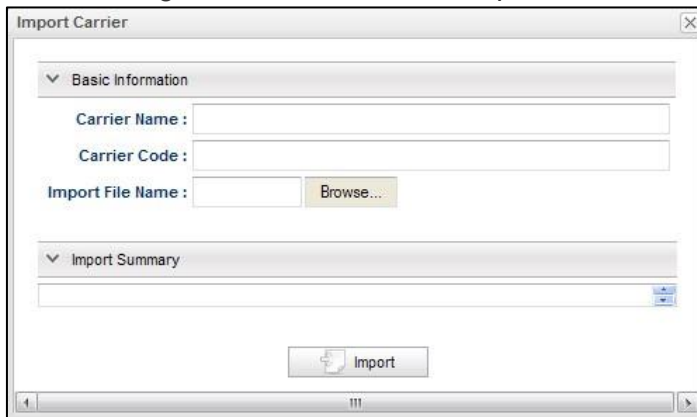 Import Carrier
Basic Information
Carrier Name :
Carrier Code :
Import File Name :
Browse...
Import Summary
Import